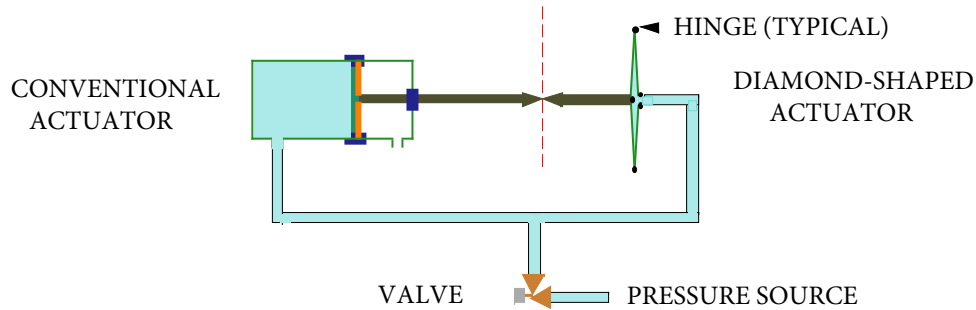 HINGE (TYPICAL)
CONVENTIONAL
ACTUATOR
DIAMOND-SHAPED
ACTUATOR
VALVE
PRESSURE SOURCE